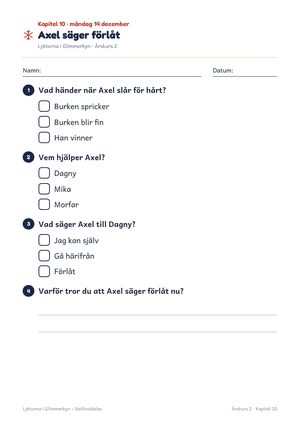 Kapitel 10 · måndag 14 december
Axel säger förlåt
Lyktorna i Glimmerbyn · Årskurs 2
Namn:
Datum:
1 Vad händer när Axel slår för hårt?
Burken spricker
Burken blir fin
Han vinner
2 Vem hjälper Axel?
Dagny
Mika
Morfar
3 Vad säger Axel till Dagny?
Jag kan själv
Gå härifrån
Förlåt
4 Varför tror du att Axel säger förlåt nu?
Lyktorna i Glimmerbyn – läsförståelse
Årskurs 2 · Kapitel 10